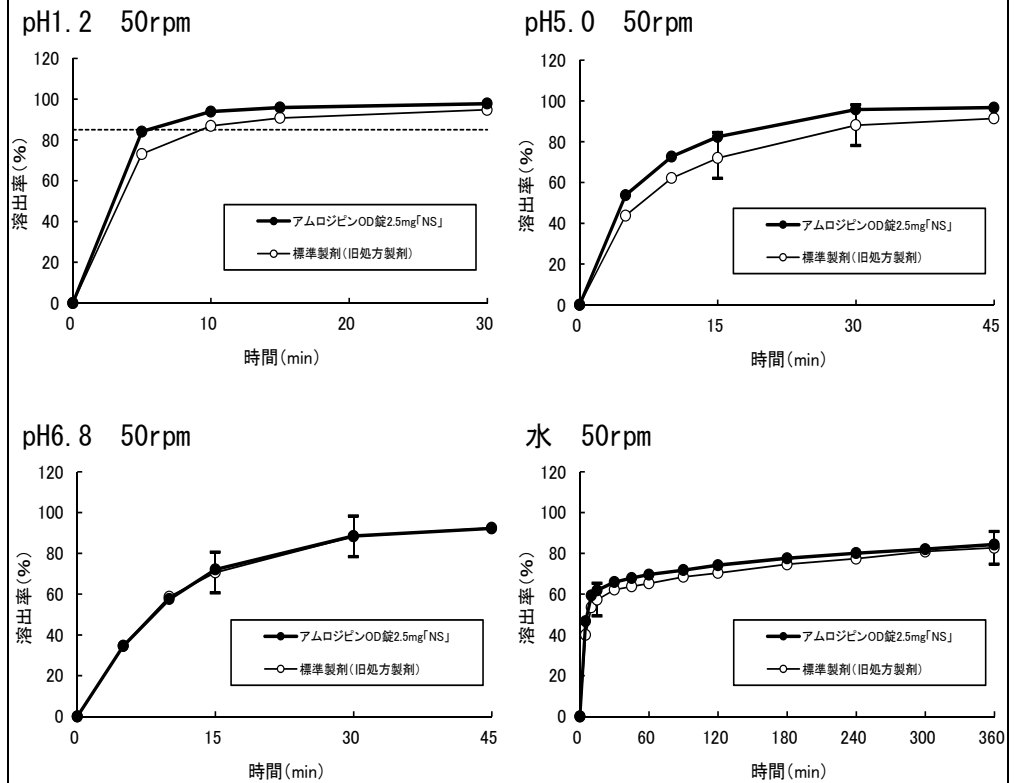 pH1.2 50rpm
120
100
80
60
40
20
0
溶出率(%)
アムロジピンOD錠2.5mg「NS」
標準製剤(旧処方製剤)
0 10 20 30
時間(min)
pH5.0 50rpm
120
100
80
60
40
20
0
溶出率(%)
アムロジピンOD錠2.5mg「NS」
標準製剤(旧処方製剤)
0 15 30 45
時間(min)
pH6.8 50rpm
120
100
80
60
40
20
0
溶出率(%)
アムロジピンOD錠2.5mg「NS」
標準製剤(旧処方製剤)
0 15 30 45
時間(min)
水 50rpm
120
100
80
60
40
20
0
溶出率(%)
アムロジピンOD錠2.5mg「NS」
標準製剤(旧処方製剤)
0 60 120 180 240 300 360
時間(min)